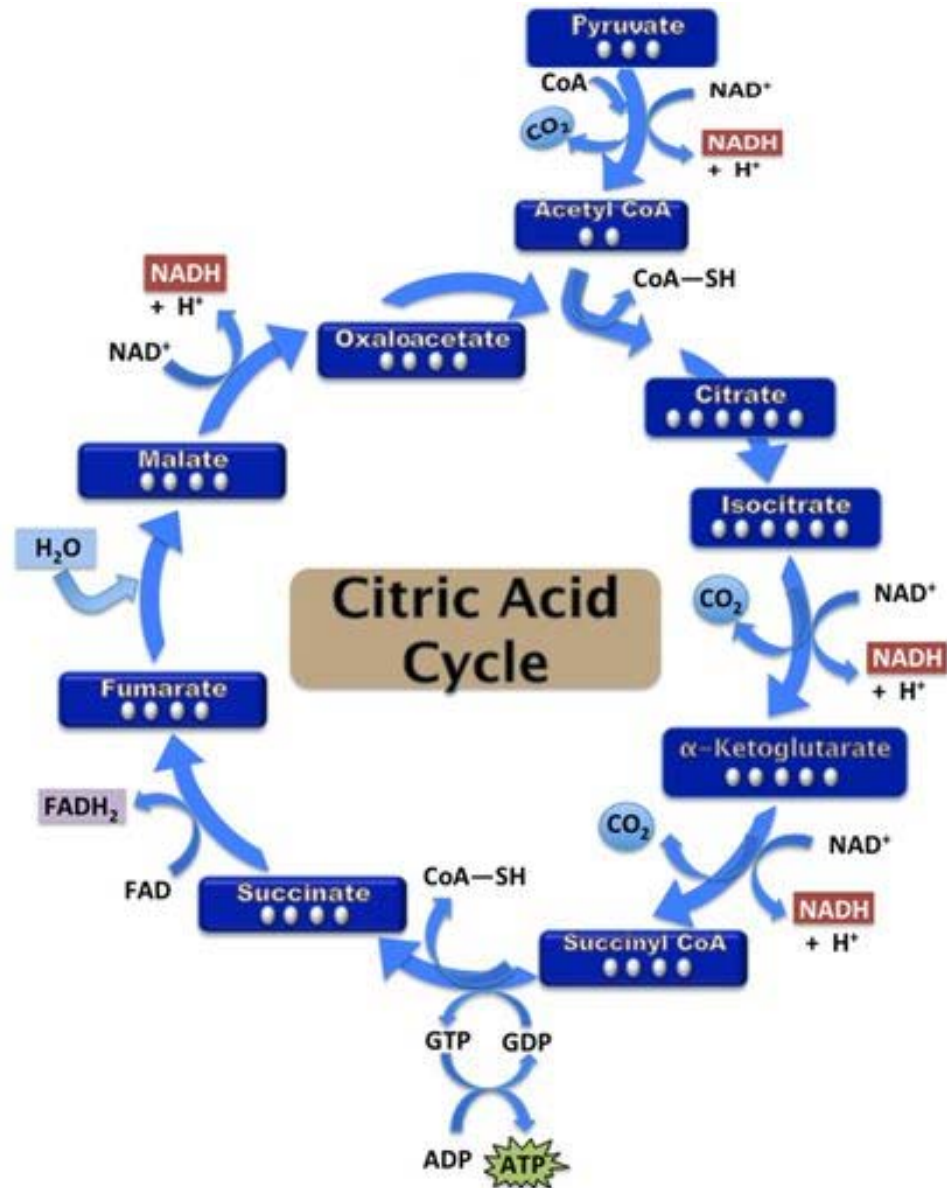 Pyruvate
CoA
NAD⁺
CO₂
NADH
+ H⁺
Acetyl CoA
CoA—SH
NADH
+ H⁺
NAD⁺
Oxaloacetate
Citrate
Malate
Isocitrate
H₂O
CO₂
NAD⁺
NADH
+ H⁺
Citric Acid
Cycle
Fumarate
α-Ketoglutarate
FADH₂
FAD
CO₂
NAD⁺
NADH
+ H⁺
CoA—SH
Succinate
Succinyl CoA
GTP
GDP
ADP
ATP